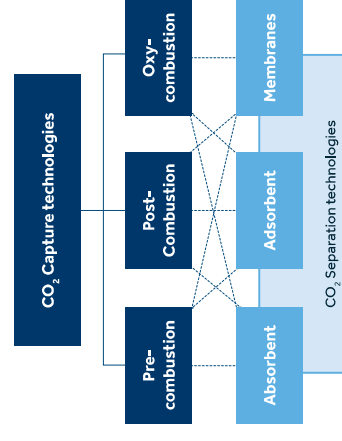 CO₂ Capture technologies
Pre-
combustion
Post-
Combustion
Oxy-
combustion
Absorbent
Adsorbent
Membranes
CO₂ Separation technologies